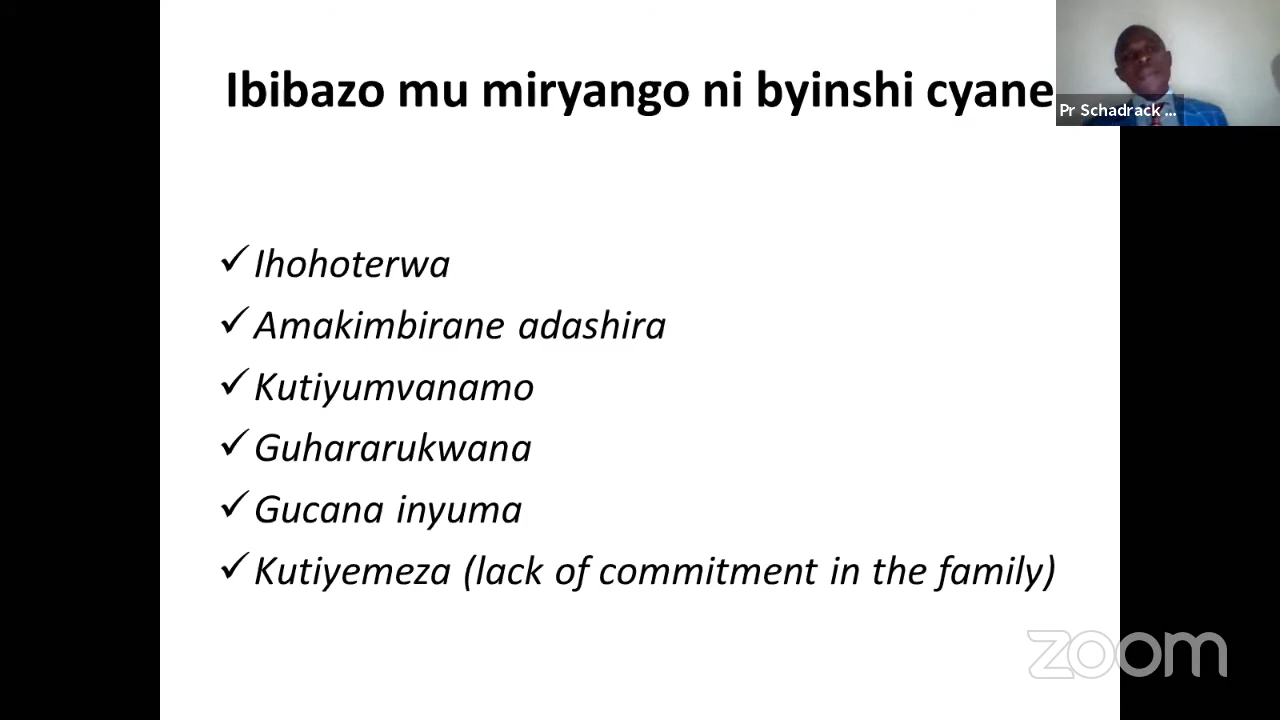 Ibibazo mu miryango ni byinshi cyane
Pr Schadrack ...
✓ Ihohoterwa
✓ Amakimbirane adashira
✓ Kutiyumvanamo
✓ Guhararukwana
✓ Gucana inyuma
✓ Kutiyemeza (lack of commitment in the family)
zoom